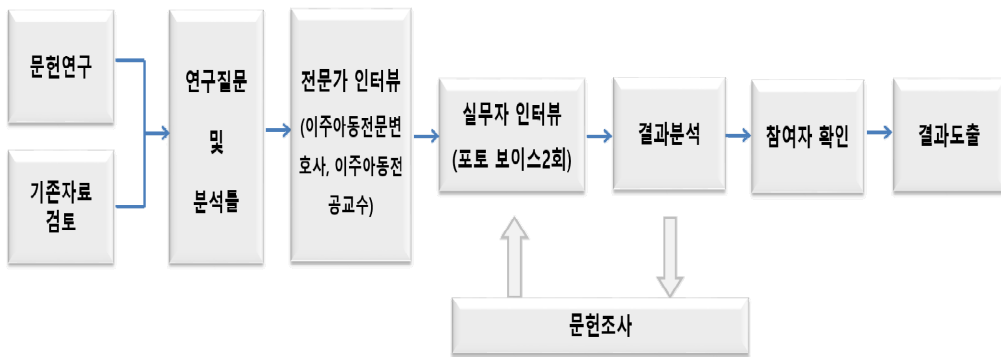 문헌연구
기존자료
검토
연구질문
및
분석틀
전문가 인터뷰
(이주아동전문변
호사, 이주아동전
공교수)
실무자 인터뷰
(포토 보이스2회)
결과분석
참여자 확인
결과도출
문헌조사